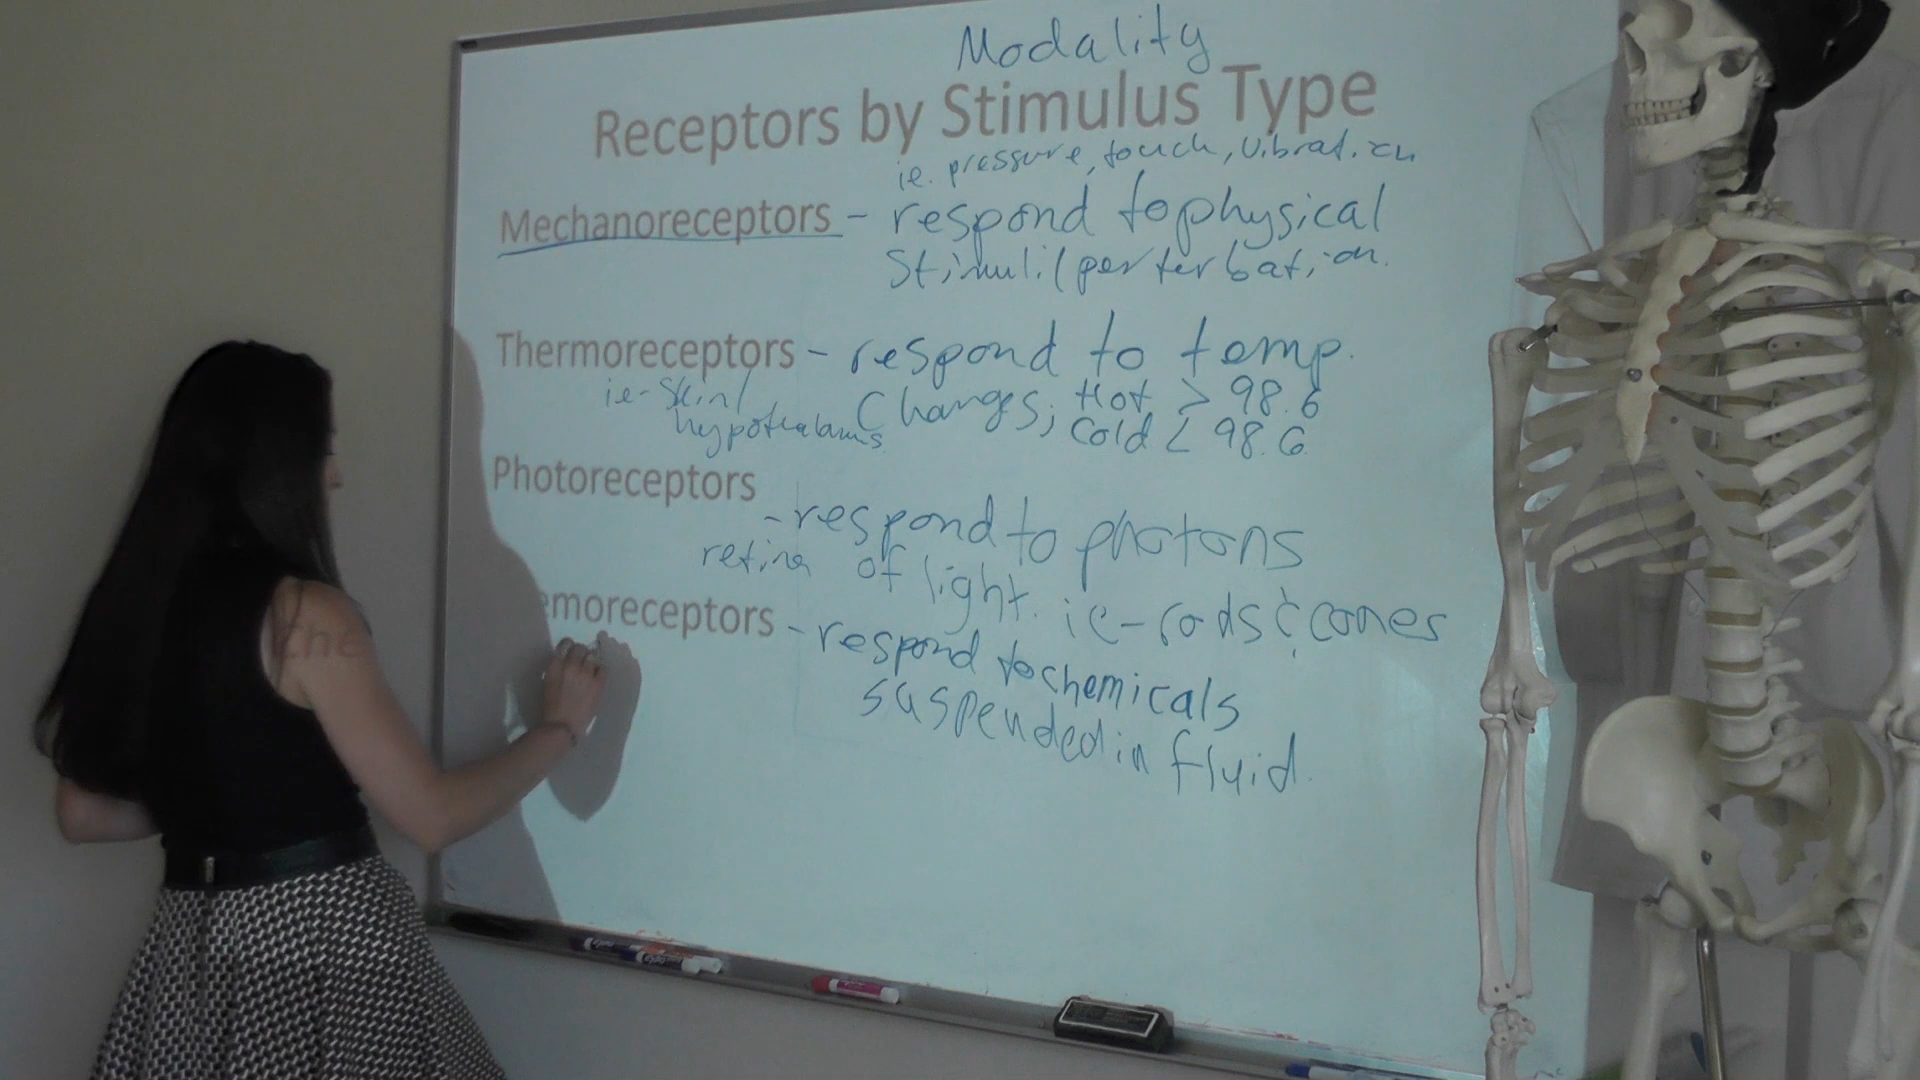 Modality
Receptors by Stimulus Type
ie. pressure, touch, vibration
Mechanoreceptors - respond to physical
Stimuli/perterbation.
Thermoreceptors - respond to temp.
ie- skin/
hypothalamus
Changes; Hot > 98.6
Cold < 98.6
Photoreceptors
- respond to photons
retina
of light. ie- rods & cones
emoreceptors - respond to chemicals
suspended in fluid.
Che